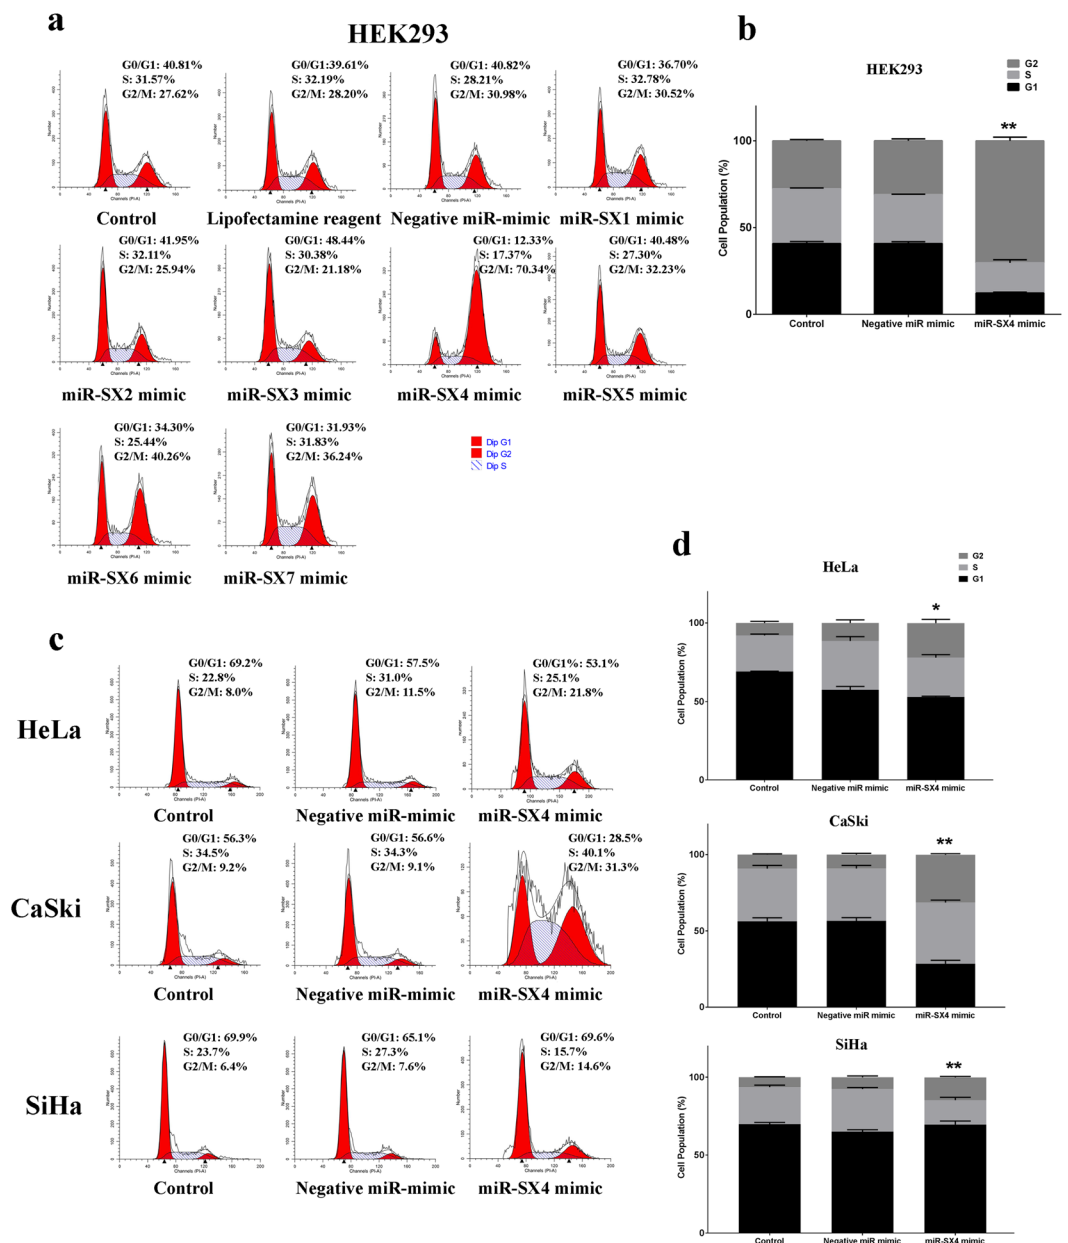 a
HEK293
G0/G1: 40.81%
S: 31.57%
G2/M: 27.62%
Control
G0/G1:39.61%
S: 32.19%
G2/M: 28.20%
Lipofectamine reagent
G0/G1: 40.82%
S: 28.21%
G2/M: 30.98%
Negative miR-mimic
G0/G1: 36.70%
S: 32.78%
G2/M: 30.52%
miR-SX1 mimic
G0/G1: 41.95%
S: 32.11%
G2/M: 25.94%
miR-SX2 mimic
G0/G1: 48.44%
S: 30.38%
G2/M: 21.18%
miR-SX3 mimic
G0/G1: 12.33%
S: 17.37%
G2/M: 70.34%
miR-SX4 mimic
G0/G1: 40.48%
S: 27.30%
G2/M: 32.23%
miR-SX5 mimic
G0/G1: 34.30%
S: 25.44%
G2/M: 40.26%
miR-SX6 mimic
G0/G1: 31.93%
S: 31.83%
G2/M: 36.24%
miR-SX7 mimic
Dip G1
Dip G2
Dip S
Number
Channels (PI-A)
b
HEK293
G2
S
G1
Cell Population (%)
100
50
0
**
Control
Negative miR mimic
miR-SX4 mimic
c
HeLa
G0/G1: 69.2%
S: 22.8%
G2/M: 8.0%
Control
G0/G1: 57.5%
S: 31.0%
G2/M: 11.5%
Negative miR-mimic
G0/G1%: 53.1%
S: 25.1%
G2/M: 21.8%
miR-SX4 mimic
CaSki
G0/G1: 56.3%
S: 34.5%
G2/M: 9.2%
Control
G0/G1: 56.6%
S: 34.3%
G2/M: 9.1%
Negative miR-mimic
G0/G1: 28.5%
S: 40.1%
G2/M: 31.3%
miR-SX4 mimic
SiHa
G0/G1: 69.9%
S: 23.7%
G2/M: 6.4%
Control
G0/G1: 65.1%
S: 27.3%
G2/M: 7.6%
Negative miR-mimic
G0/G1: 69.6%
S: 15.7%
G2/M: 14.6%
miR-SX4 mimic
d
HeLa
G2
S
G1
Cell Population (%)
100
50
0
*
Control
Negative miR mimic
miR-SX4 mimic
CaSki
Cell Population (%)
100
50
0
**
Control
Negative miR mimic
miR-SX4 mimic
SiHa
Cell Population (%)
100
50
0
**
Control
Negative miR mimic
miR-SX4 mimic